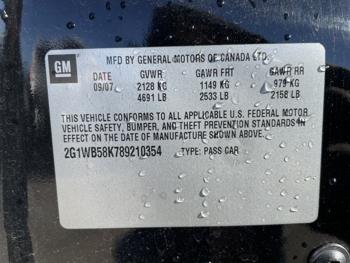 GM
MFD BY GENERAL MOTORS OF CANADA LTD
DATE GVWR GAWR FRT GAWR RR
09/07 2128 KG 1149 KG 979 KG
4691 LB 2533 LB 2158 LB
THIS VEHICLE CONFORMS TO ALL APPLICABLE U.S. FEDERAL MOTOR
VEHICLE SAFETY, BUMPER, AND THEFT PREVENTION STANDARDS IN
EFFECT ON THE DATE OF MANUFACTURE SHOWN ABOVE.
2G1WB58K789210354 TYPE: PASS CAR